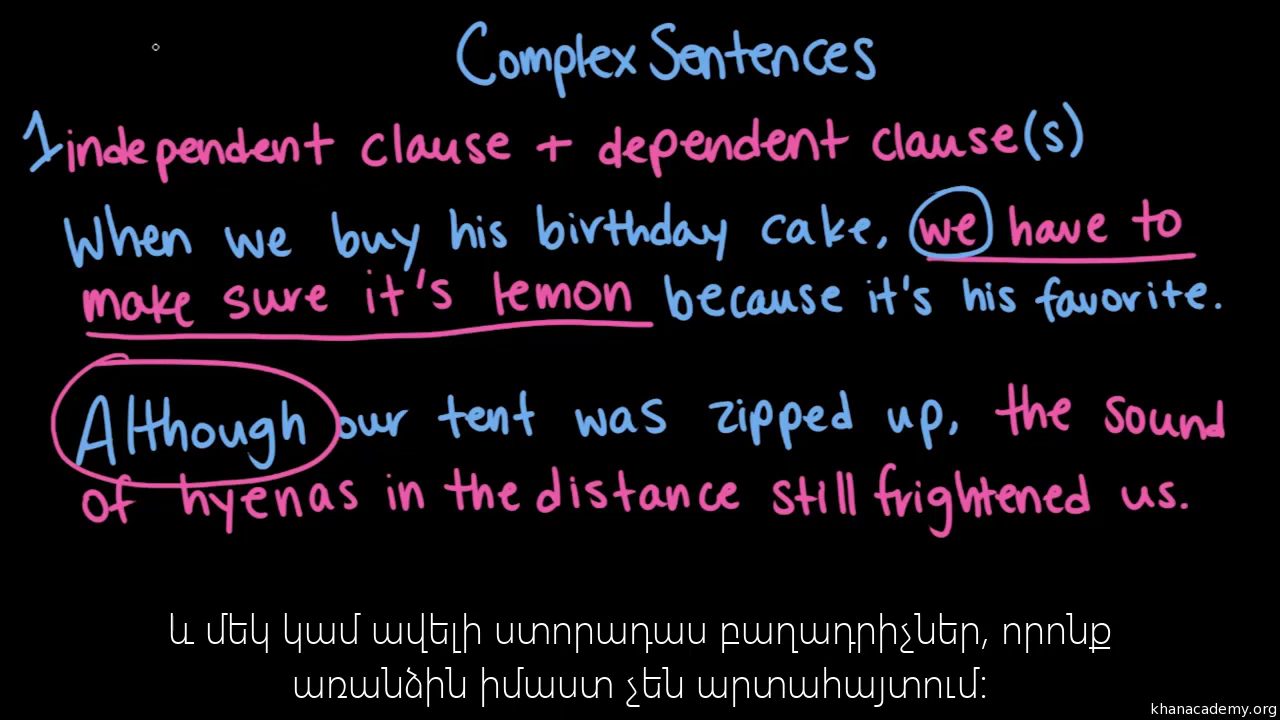 Complex Sentences
1 independent clause + dependent clause(s)
When we buy his birthday cake, we have to
make sure it's lemon because it's his favorite.
Although our tent was zipped up, the sound
of hyenas in the distance still frightened us.
և մեկ կամ ավելի ստորադաս բաղադրիչներ, որոնք
առանձին իմաստ չեն արտահայտում:
khanacademy.org